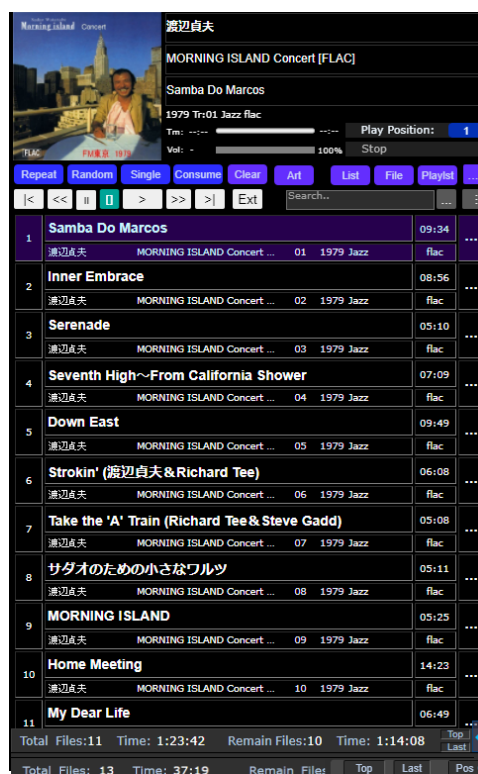 Morning island Concert
FLAC
FM東京 1979
渡辺貞夫
MORNING ISLAND Concert [FLAC]
Samba Do Marcos
1979 Tr:01 Jazz flac
Tm: --:-- --:-- Play Position: 1
Vol: - 100% Stop
Repeat Random Single Consume Clear Art List File Playlst ...
|< << II [] > >> >| Ext Search.. ...
1 Samba Do Marcos 09:34 ...
渡辺貞夫 MORNING ISLAND Concert ... 01 1979 Jazz flac
2 Inner Embrace 08:56 ...
渡辺貞夫 MORNING ISLAND Concert ... 02 1979 Jazz flac
3 Serenade 05:10 ...
渡辺貞夫 MORNING ISLAND Concert ... 03 1979 Jazz flac
4 Seventh High～From California Shower 07:09 ...
渡辺貞夫 MORNING ISLAND Concert ... 04 1979 Jazz flac
5 Down East 09:49 ...
渡辺貞夫 MORNING ISLAND Concert ... 05 1979 Jazz flac
6 Strokin' (渡辺貞夫＆Richard Tee) 06:08 ...
渡辺貞夫 MORNING ISLAND Concert ... 06 1979 Jazz flac
7 Take the 'A' Train (Richard Tee＆Steve Gadd) 05:08 ...
渡辺貞夫 MORNING ISLAND Concert ... 07 1979 Jazz flac
8 サダオのための小さなワルツ 05:11 ...
渡辺貞夫 MORNING ISLAND Concert ... 08 1979 Jazz flac
9 MORNING ISLAND 05:25 ...
渡辺貞夫 MORNING ISLAND Concert ... 09 1979 Jazz flac
10 Home Meeting 14:23 ...
渡辺貞夫 MORNING ISLAND Concert ... 10 1979 Jazz flac
11 My Dear Life 06:49 ...
Total Files:11 Time: 1:23:42 Remain Files:10 Time: 1:14:08 Top Last
Total Files: 13 Time: 37:19 Remain Files Top Last Pos